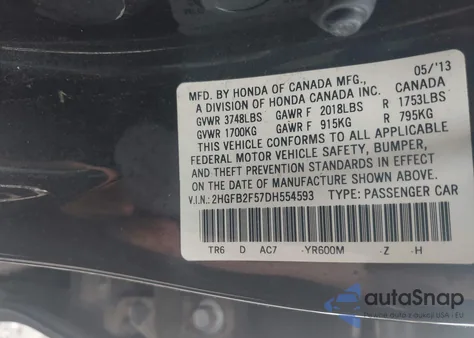 MFD. BY HONDA OF CANADA MFG., 05/'13
A DIVISION OF HONDA CANADA INC. CANADA
GVWR 3748LBS GAWR F 2018LBS R 1753LBS
GVWR 1700KG GAWR F 915KG R 795KG
THIS VEHICLE CONFORMS TO ALL APPLICABLE
FEDERAL MOTOR VEHICLE SAFETY, BUMPER,
AND THEFT PREVENTION STANDARDS IN EFFECT
ON THE DATE OF MANUFACTURE SHOWN ABOVE.
V.I.N.: 2HGFB2F57DH554593 TYPE: PASSENGER CAR
TR6 D AC7 -YR600M -Z -H
autoSnap